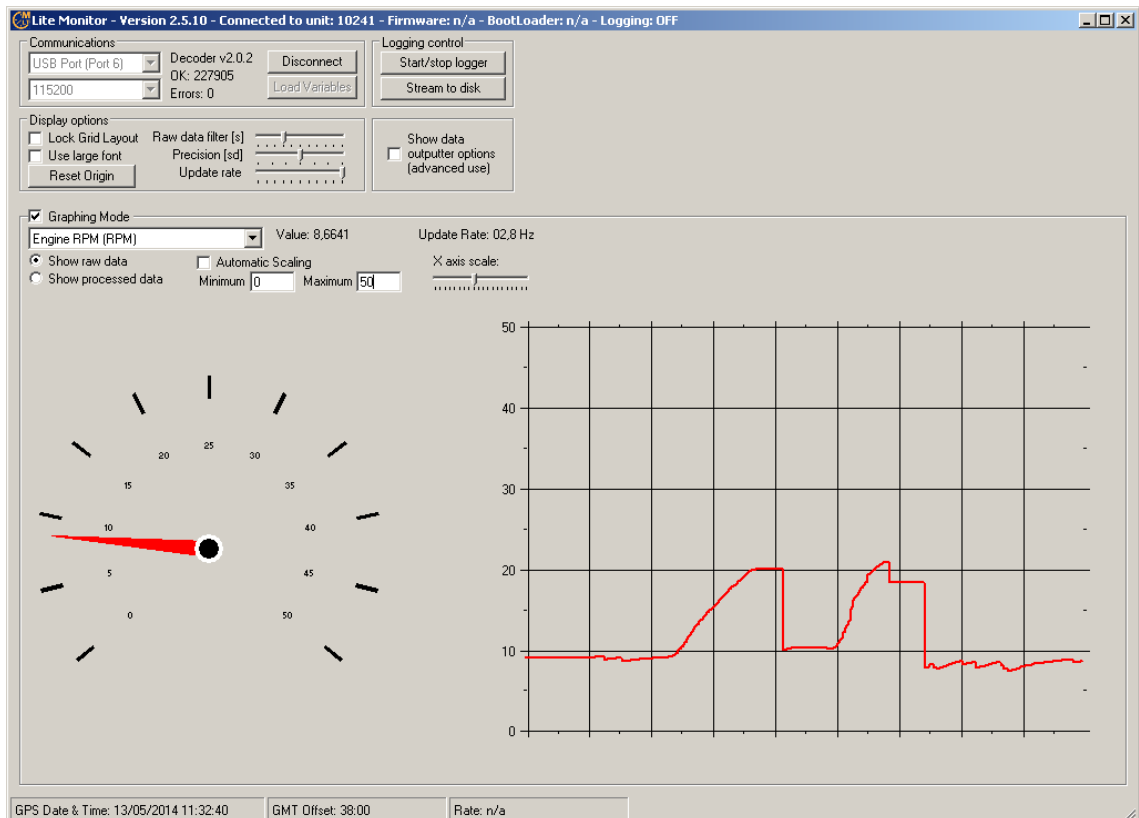 Lite Monitor - Version 2.5.10 - Connected to unit: 10241 - Firmware: n/a - BootLoader: n/a - Logging: OFF
Communications
USB Port (Port 6)
115200
Decoder v2.0.2
OK: 227905
Errors: 0
Disconnect
Load Variables
Logging control
Start/stop logger
Stream to disk
Display options
Lock Grid Layout
Use large font
Reset Origin
Raw data filter [s]
Precision [sd]
Update rate
Show data
outputter options
(advanced use)
Graphing Mode
Engine RPM (RPM)
Value: 8,6641
Update Rate: 02,8 Hz
Show raw data
Show processed data
Automatic Scaling
Minimum 0 Maximum 50
X axis scale:
0
5
10
15
20
25
30
35
40
45
50
50
40
30
20
10
0
GPS Date & Time: 13/05/2014 11:32:40
GMT Offset: 38:00
Rate: n/a